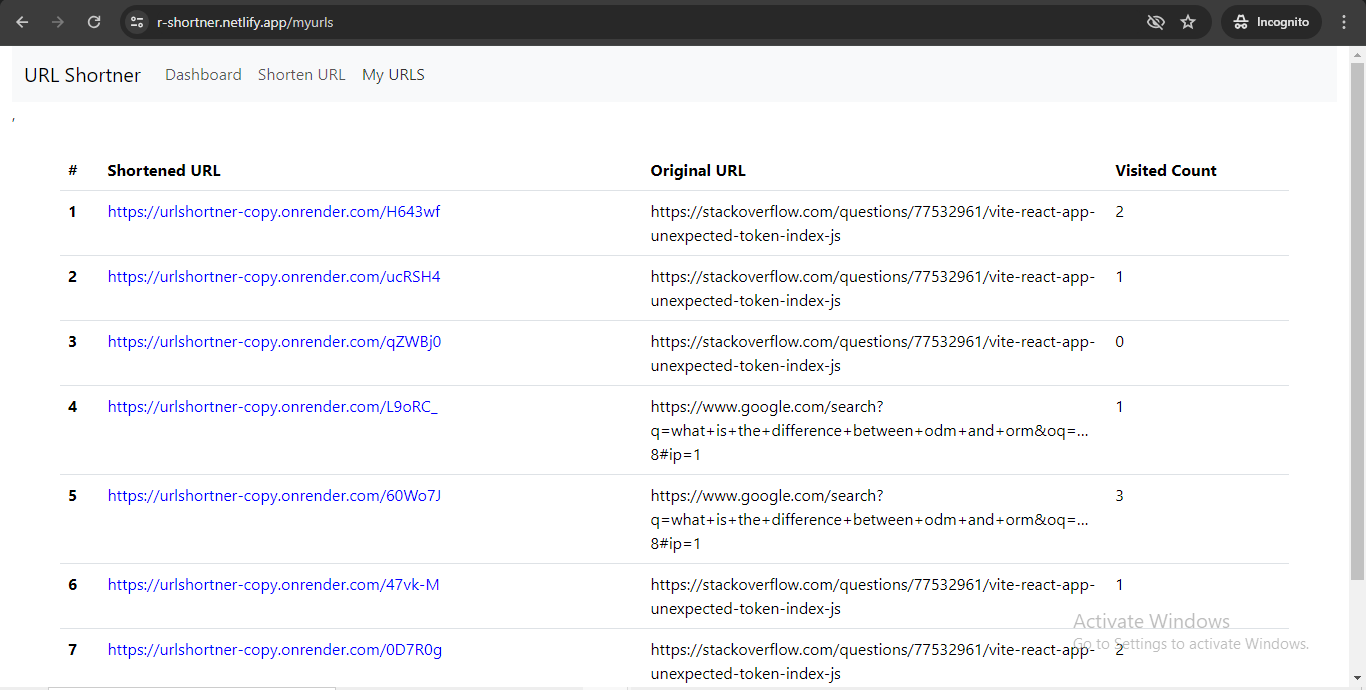 r-shortner.netlify.app/myurls
Incognito
URL Shortner Dashboard Shorten URL My URLS
,
# Shortened URL Original URL Visited Count
1 https://urlshortner-copy.onrender.com/H643wf https://stackoverflow.com/questions/77532961/vite-react-app- 2
unexpected-token-index-js
2 https://urlshortner-copy.onrender.com/ucRSH4 https://stackoverflow.com/questions/77532961/vite-react-app- 1
unexpected-token-index-js
3 https://urlshortner-copy.onrender.com/qZWBj0 https://stackoverflow.com/questions/77532961/vite-react-app- 0
unexpected-token-index-js
4 https://urlshortner-copy.onrender.com/L9oRC_ https://www.google.com/search? 1
q=what+is+the+difference+between+odm+and+orm&oq=...
8#ip=1
5 https://urlshortner-copy.onrender.com/60Wo7J https://www.google.com/search? 3
q=what+is+the+difference+between+odm+and+orm&oq=...
8#ip=1
6 https://urlshortner-copy.onrender.com/47vk-M https://stackoverflow.com/questions/77532961/vite-react-app- 1
unexpected-token-index-js
Activate Windows
Go to Settings to activate Windows.
7 https://urlshortner-copy.onrender.com/0D7R0g https://stackoverflow.com/questions/77532961/vite-react-app- 2
unexpected-token-index-js